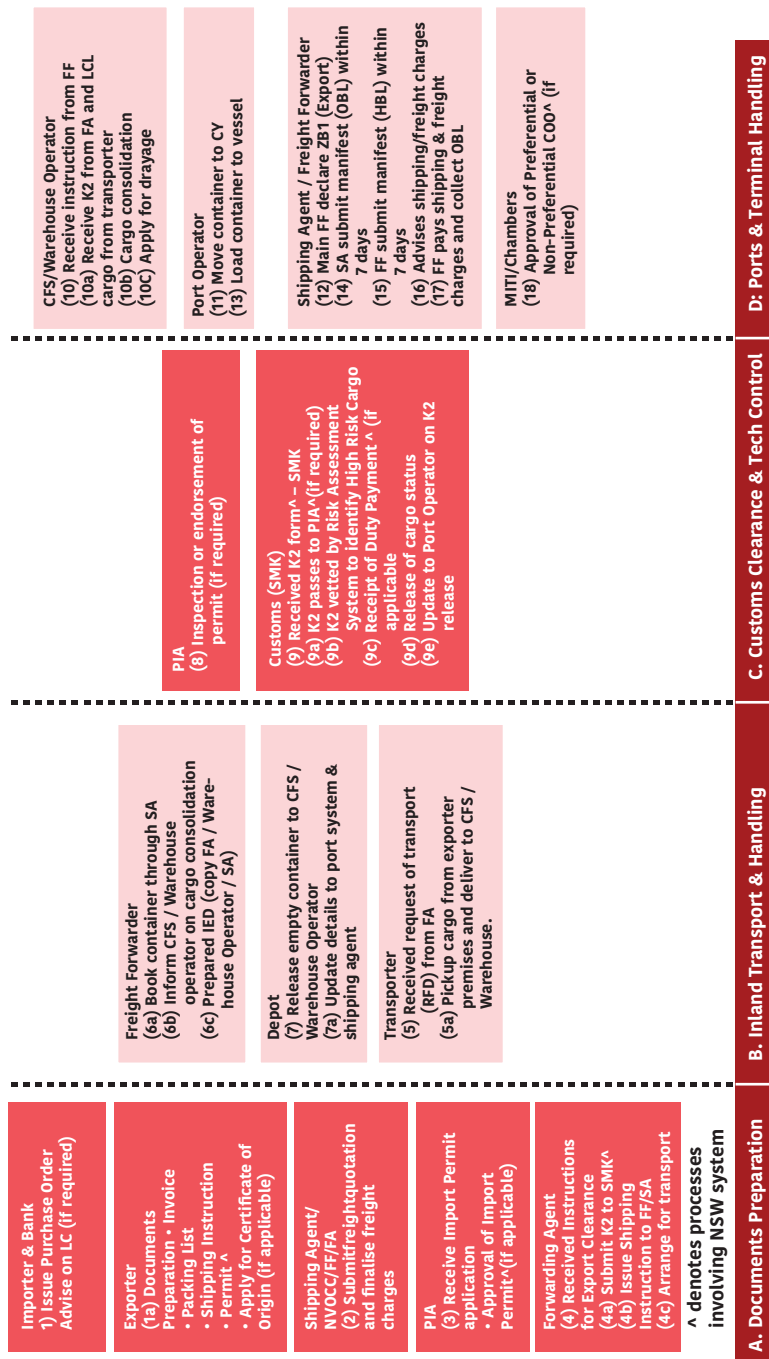 Importer & Bank
1) Issue Purchase Order
Advise on LC (if required)
Exporter
(1a) Documents
Preparation • Invoice
• Packing List
• Shipping Instruction
• Permit ^
• Apply for Certificate of
Origin (If applicable)
Shipping Agent/
NVOCC/FF/FA
(2) Submitfreightquotation
and finalise freight
charges
PIA
(3) Receive Import Permit
application
• Approval of Import
Permit^(if applicable)
Forwarding Agent
(4) Received Instructions
for Export Clearance
(4a) Submit K2 to SMK^
(4b) Issue Shipping
Instruction to FF/SA
(4c) Arrange for transport
^ denotes processes
involving NSW system
A. Documents Preparation
Freight Forwarder
(6a) Book container through SA
(6b) Inform CFS / Warehouse
operator on cargo consolidation
(6c) Prepared IED (copy FA / Ware-
house Operator / SA)
Depot
(7) Release empty container to CFS /
Warehouse Operator
(7a) Update details to port system &
shipping agent
Transporter
(5) Received request of transport
(RFD) from FA
(5a) Pickup cargo from exporter
premises and deliver to CFS /
Warehouse.
B. Inland Transport & Handling
PIA
(8) Inspection or endorsement of
permit (if required)
Customs (SMK)
(9) Received K2 form^ – SMK
(9a) K2 passes to PIA^(if required)
(9b) K2 vetted by Risk Assessment
System to identify High Risk Cargo
(9c) Receipt of Duty Payment ^ (if
applicable
(9d) Release of cargo status
(9e) Update to Port Operator on K2
release
C. Customs Clearance & Tech Control
CFS/Warehouse Operator
(10) Receive instruction from FF
(10a) Receive K2 from FA and LCL
cargo from transporter
(10b) Cargo consolidation
(10C) Apply for drayage
Port Operator
(11) Move container to CY
(13) Load container to vessel
Shipping Agent / Freight Forwarder
(12) Main FF declare ZB1 (Export)
(14) SA submit manifest (OBL) within
7 days
(15) FF submit manifest (HBL) within
7 days
(16) Advises shipping/freight charges
(17) FF pays shipping & freight
charges and collect OBL
MITI/Chambers
(18) Approval of Preferential or
Non-Preferential COO^ (if
required)
D: Ports & Terminal Handling